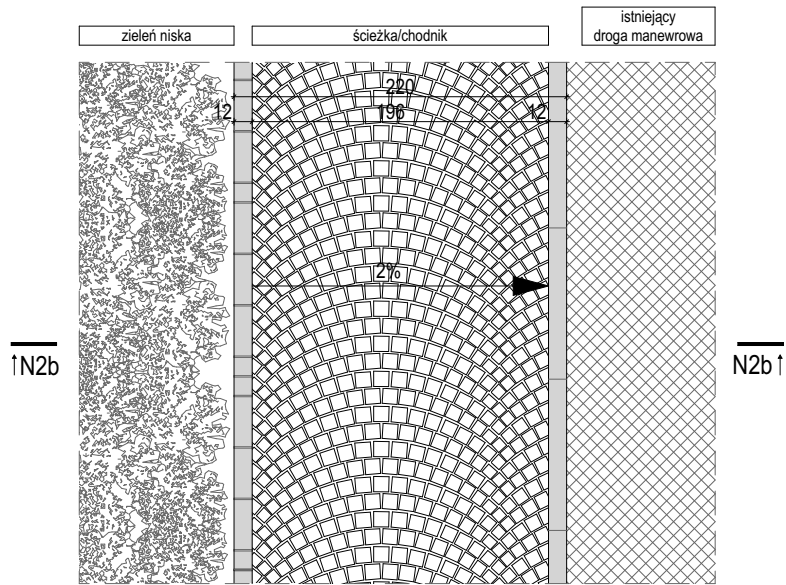 zieleń niska
ścieżka/chodnik
istniejący
droga manewrowa
220
12
196
12
2%
↑N2b
N2b↑